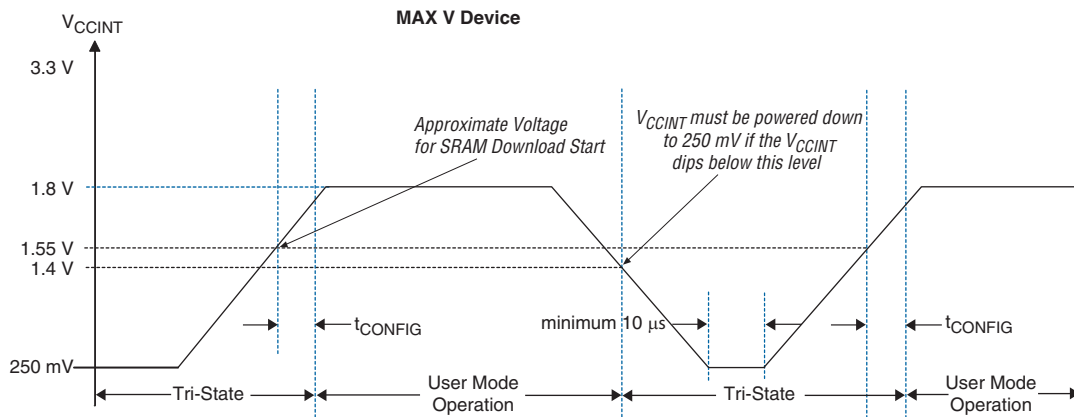 MAX V Device
VCCINT
3.3 V
Approximate Voltage
for SRAM Download Start
VCCINT must be powered down
to 250 mV if the VCCINT
dips below this level
1.8 V
1.55 V
1.4 V
tCONFIG
minimum 10 µs
tCONFIG
250 mV
Tri-State
User Mode
Operation
Tri-State
User Mode
Operation